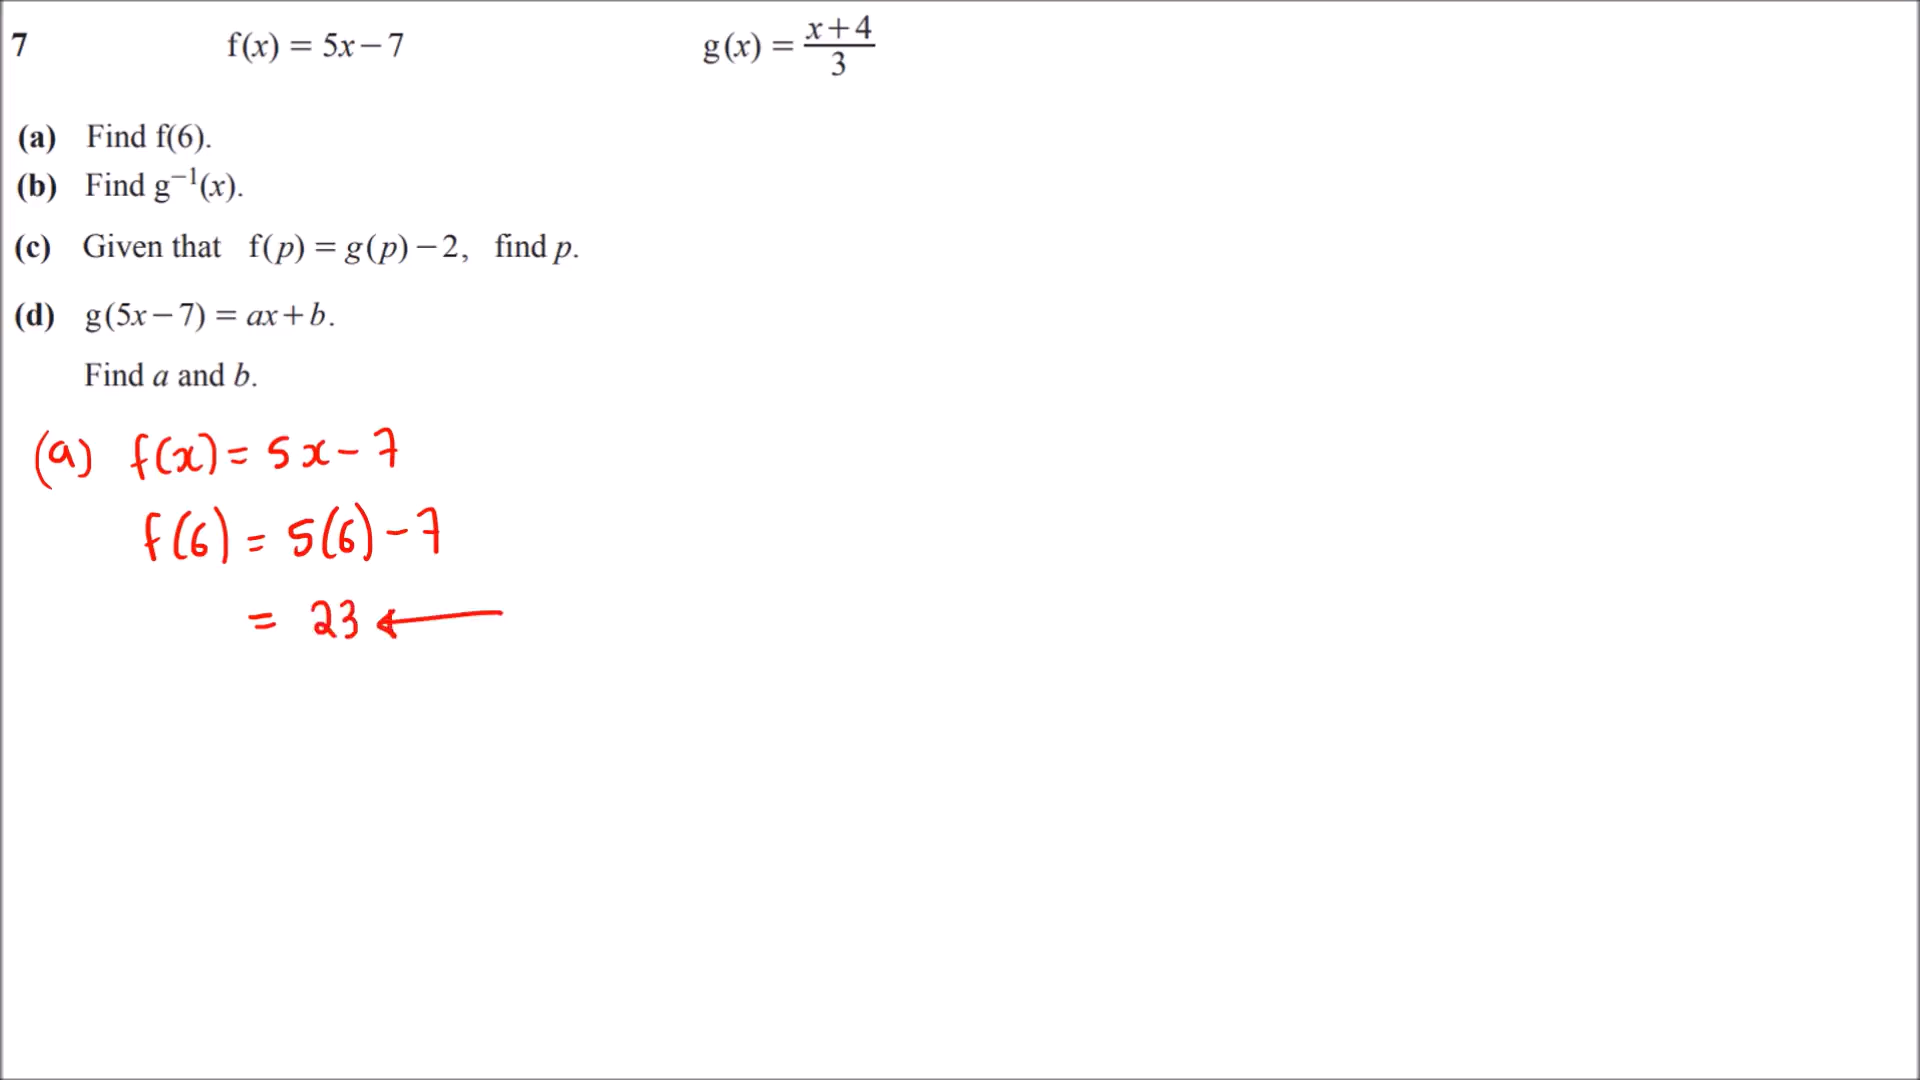 7 f(x) = 5x − 7 g(x) = (x+4)/3
(a) Find f(6).
(b) Find g⁻¹(x).
(c) Given that f(p) = g(p) − 2, find p.
(d) g(5x − 7) = ax + b.
Find a and b.
(a) f(x) = 5x − 7
f(6) = 5(6) − 7
= 23